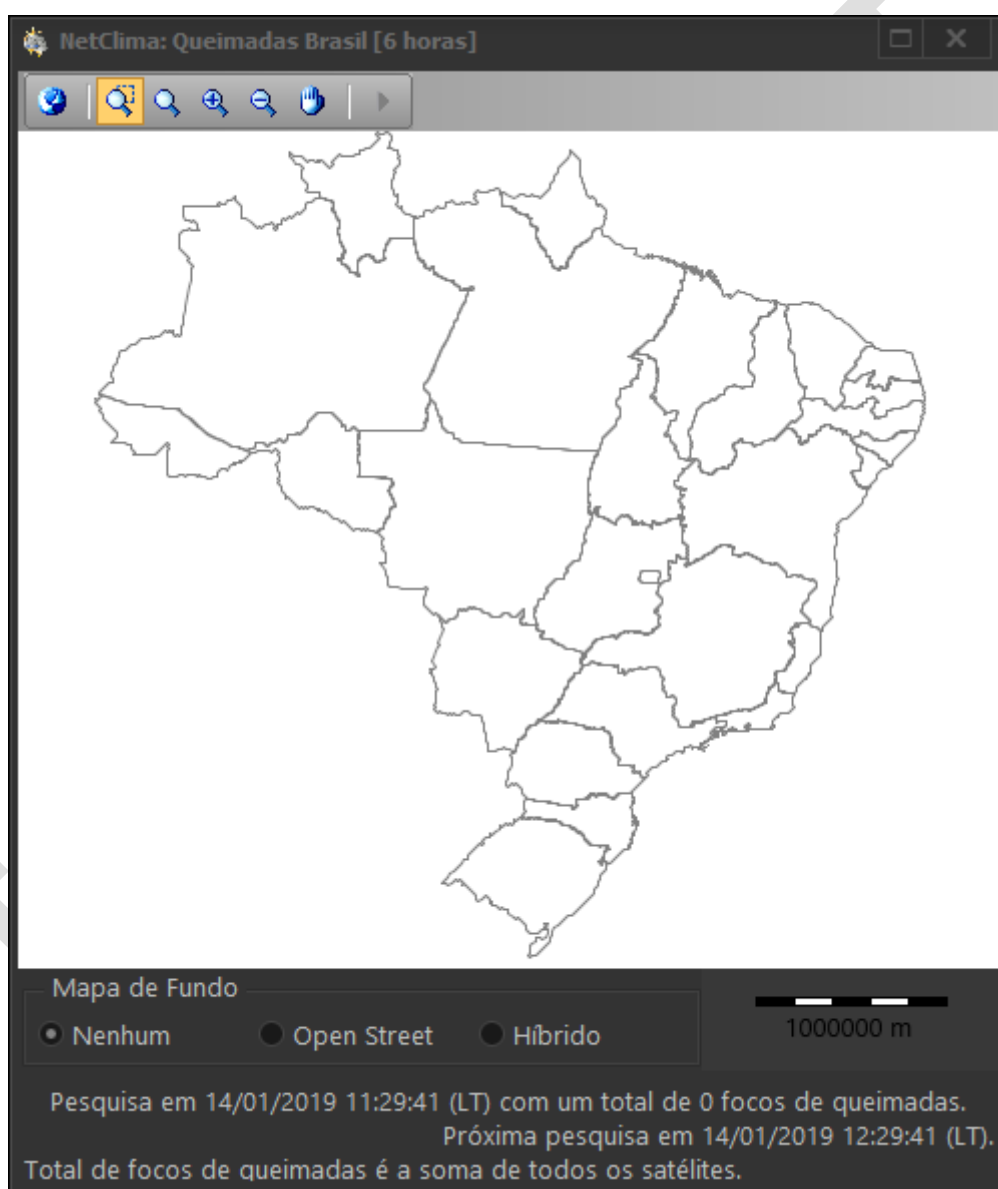 NetClima: Queimadas Brasil [6 horas]
Mapa de Fundo
Nenhum
Open Street
Híbrido
1000000 m
Pesquisa em 14/01/2019 11:29:41 (LT) com um total de 0 focos de queimadas.
Próxima pesquisa em 14/01/2019 12:29:41 (LT).
Total de focos de queimadas é a soma de todos os satélites.